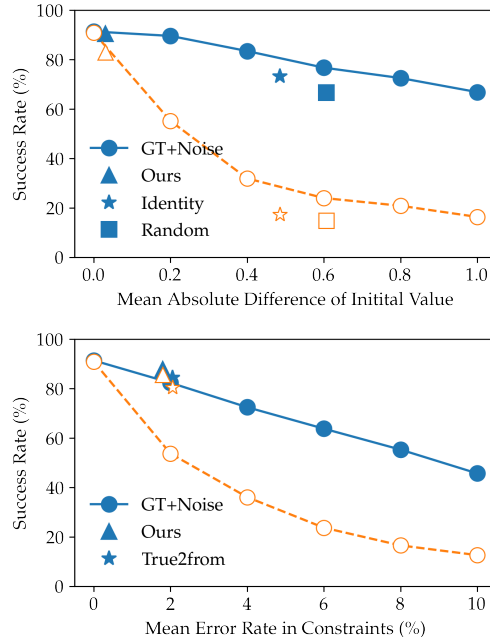 100
80
60
40
20
0
Success Rate (%)
GT+Noise
Ours
Identity
Random
0.0 0.2 0.4 0.6 0.8 1.0
Mean Absolute Difference of Initital Value
100
80
60
40
20
0
Success Rate (%)
GT+Noise
Ours
True2from
0 2 4 6 8 10
Mean Error Rate in Constraints (%)